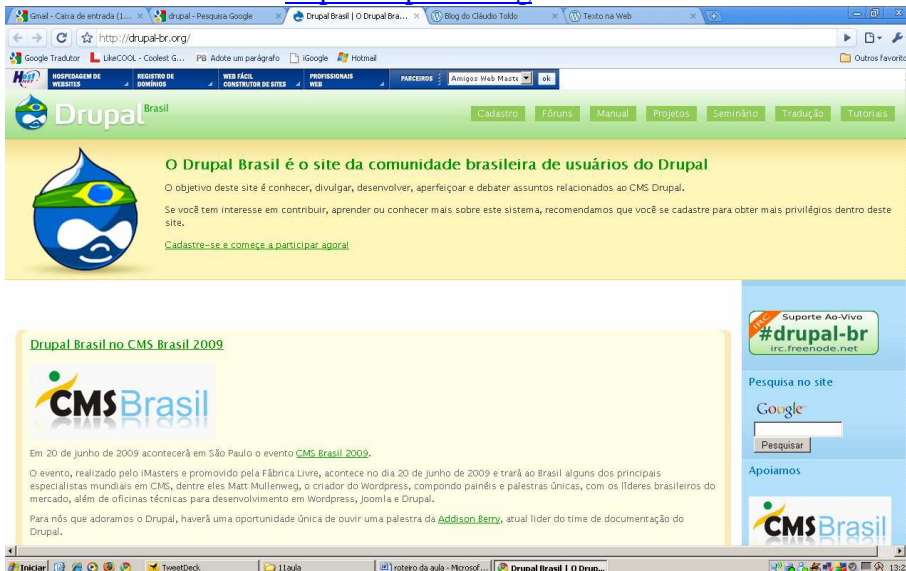 Gmail - Caixa de entrada (1...
drupal - Pesquisa Google
Drupal Brasil | O Drupal Bra...
Blog do Cláudio Toldo
Texto na Web
http://drupal-br.org/
Google Tradutor
LikeCOOL - Coolest G...
PB Adote um parágrafo
iGoogle
Hotmail
Outros favorito
Host
HOSPEDAGEM DE WEBSITES
REGISTRO DE DOMÍNIOS
WEB FÁCIL CONSTRUTOR DE SITES
PROFISSIONAIS WEB
PARCEIROS
Amigos Web Maste
ok
Drupal Brasil
Cadastro
Fóruns
Manual
Projetos
Seminário
Tradução
Tutoriais
O Drupal Brasil é o site da comunidade brasileira de usuários do Drupal
O objetivo deste site é conhecer, divulgar, desenvolver, aperfeiçoar e debater assuntos relacionados ao CMS Drupal.
Se você tem interesse em contribuir, aprender ou conhecer mais sobre este sistema, recomendamos que você se cadastre para obter mais privilégios dentro deste
site.
Cadastre-se e começe a participar agora!
Drupal Brasil no CMS Brasil 2009
CMSBrasil
Em 20 de junho de 2009 acontecerá em São Paulo o evento CMS Brasil 2009.
O evento, realizado pelo iMasters e promovido pela Fábrica Livre, acontece no dia 20 de junho de 2009 e trará ao Brasil alguns dos principais
especialistas mundiais em CMS, dentre eles Matt Mullenweg, o criador do Wordpress, compondo painéis e palestras únicas, com os líderes brasileiros do
mercado, além de oficinas técnicas para desenvolvimento em Wordpress, Joomla e Drupal.
Para nós que adoramos o Drupal, haverá uma oportunidade única de ouvir uma palestra da Addison Berry, atual lider do time de documentação do
Drupal.
IRC
Suporte Ao-Vivo
#drupal-br
irc.freenode.net
Pesquisa no site
Google
Pesquisar
Apoiamos
CMSBrasil
Iniciar
TweetDeck
11aula
roteiro da aula - Microsof...
Drupal Brasil | O Drup...
13:2